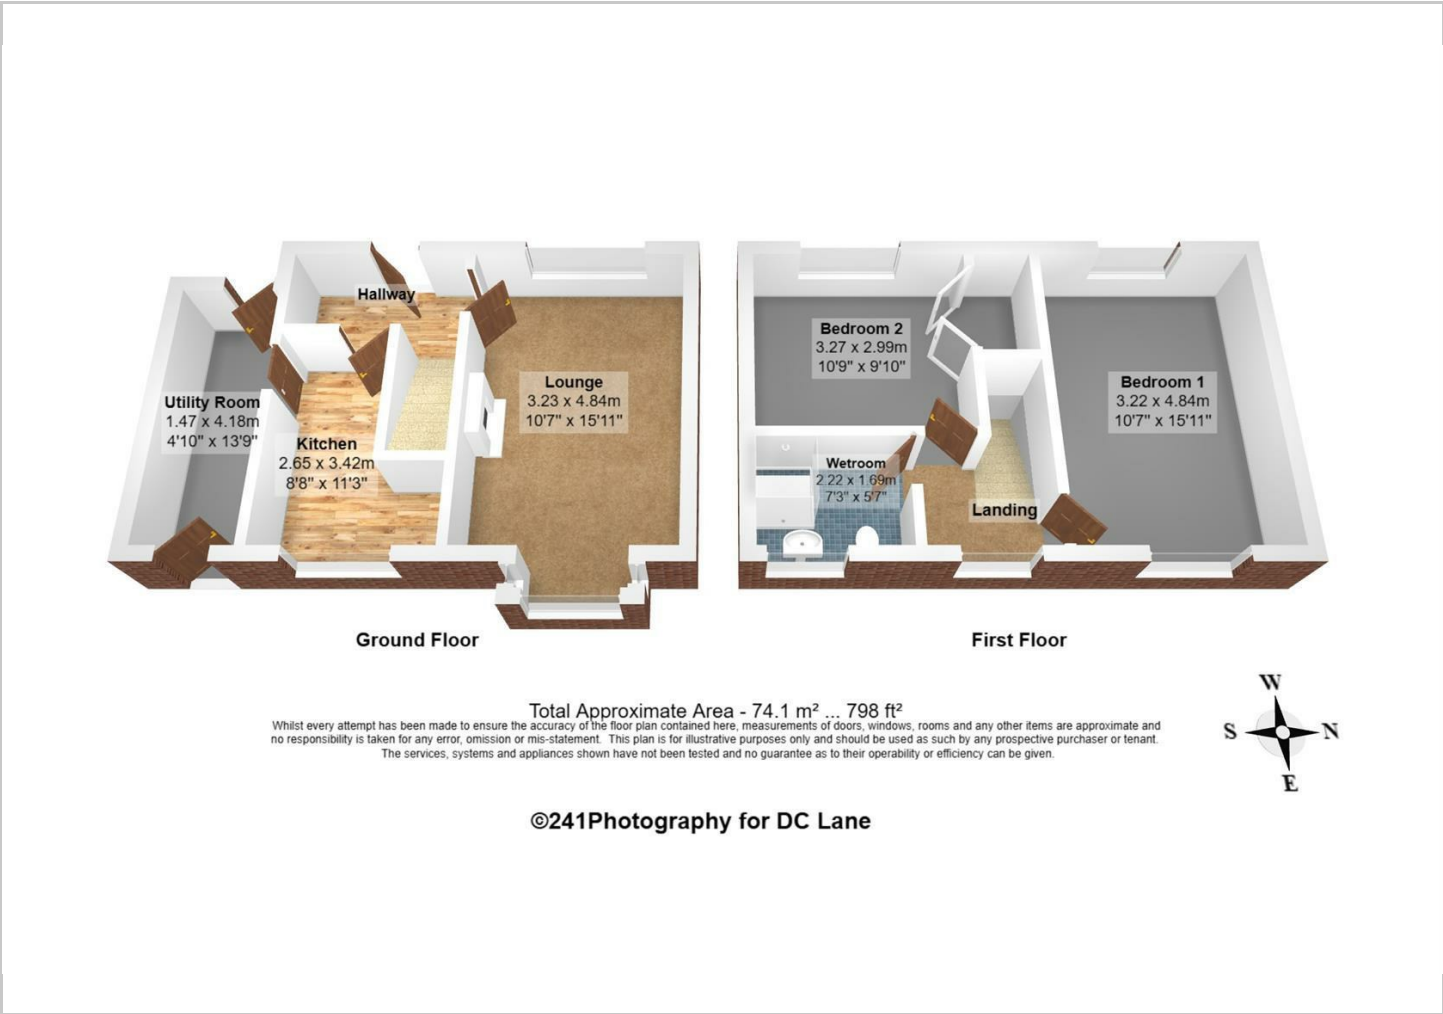 Hallway
Utility Room
1.47 x 4.18m
4'10" x 13'9"
Kitchen
2.65 x 3.42m
8'8" x 11'3"
Lounge
3.23 x 4.84m
10'7" x 15'11"
Bedroom 2
3.27 x 2.99m
10'9" x 9'10"
Bedroom 1
3.22 x 4.84m
10'7" x 15'11"
Wetroom
2.22 x 1.69m
7'3" x 5'7"
Landing
Ground Floor
First Floor
Total Approximate Area - 74.1 m² ... 798 ft²
Whilst every attempt has been made to ensure the accuracy of the floor plan contained here, measurements of doors, windows, rooms and any other items are approximate and
no responsibility is taken for any error, omission or mis-statement. This plan is for illustrative purposes only and should be used as such by any prospective purchaser or tenant.
The services, systems and appliances shown have not been tested and no guarantee as to their operability or efficiency can be given.
W
S
N
E
©241Photography for DC Lane